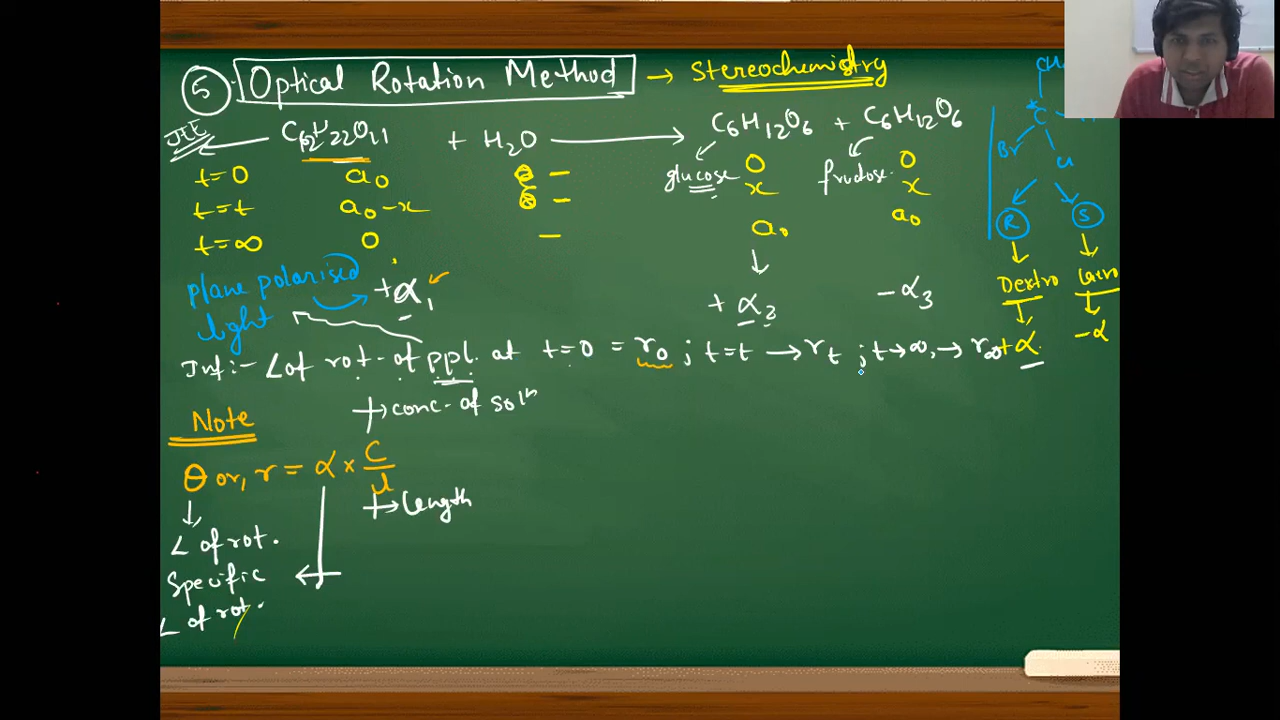 5 Optical Rotation Method → Stereochemistry
JEE ← C12H22O11 + H2O → C6H12O6 + C6H12O6
glucose fructose
t=0 a0 — 0 0
t=t a0-x — x x
t=∞ 0 — a0 a0
plane polarised light
+α1 +α2 -α3
Inf:- ∠of rot. of ppl. at t=0 = r0 ; t=t → rt ; t→∞, → r∞
conc. of soln
Note
θ or, r = α × C/l
length
∠ of rot.
Specific
∠ of rot.
C
Br
Cl
R S
Dextro Laevo
+α -α